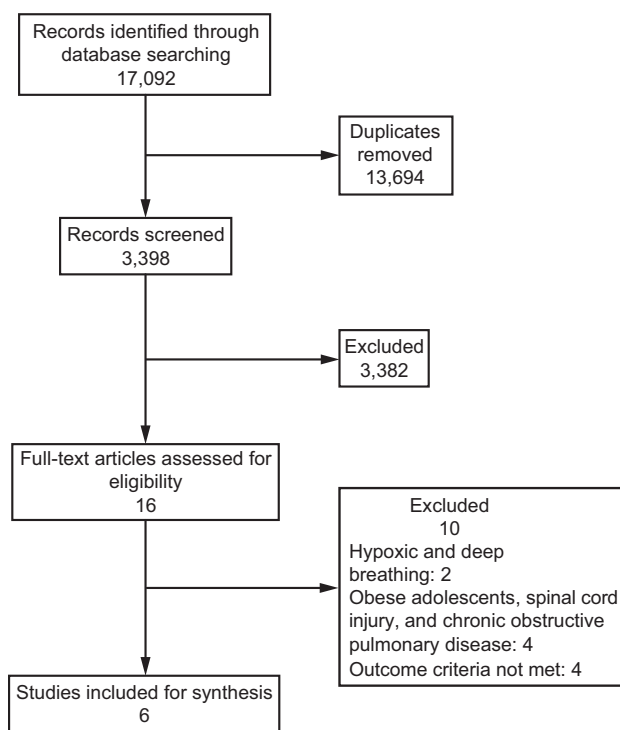 Records identified through
database searching
17,092
Duplicates
removed
13,694
Records screened
3,398
Excluded
3,382
Full-text articles assessed for
eligibility
16
Excluded
10
Hypoxic and deep
breathing: 2
Obese adolescents, spinal cord
injury, and chronic obstructive
pulmonary disease: 4
Outcome criteria not met: 4
Studies included for synthesis
6